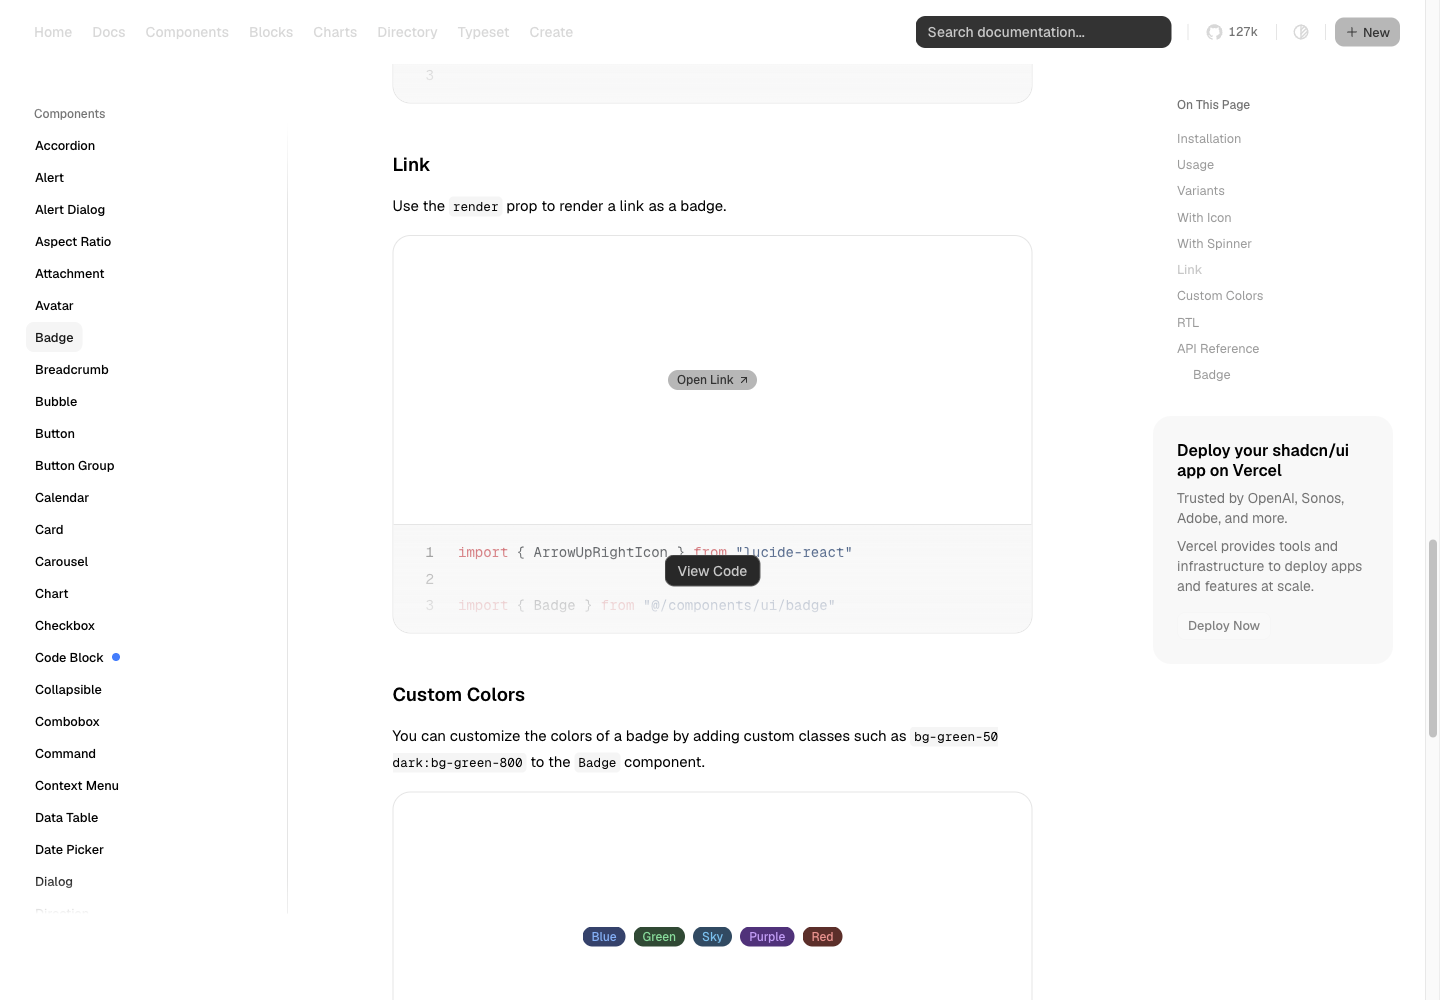 Home Docs Components Blocks Charts Directory Typeset Create
Search documentation...
127k
New
Components
Accordion
Alert
Alert Dialog
Aspect Ratio
Attachment
Avatar
Badge
Breadcrumb
Bubble
Button
Button Group
Calendar
Card
Carousel
Chart
Checkbox
Code Block
Collapsible
Combobox
Command
Context Menu
Data Table
Date Picker
Dialog
Direction
3
Link
Use the render prop to render a link as a badge.
Open Link
1 import { ArrowUpRightIcon } from "lucide-react"
2
View Code
3 import { Badge } from "@/components/ui/badge"
Custom Colors
You can customize the colors of a badge by adding custom classes such as bg-green-50
dark:bg-green-800 to the Badge component.
Blue Green Sky Purple Red
On This Page
Installation
Usage
Variants
With Icon
With Spinner
Link
Custom Colors
RTL
API Reference
Badge
Deploy your shadcn/ui
app on Vercel
Trusted by OpenAI, Sonos,
Adobe, and more.
Vercel provides tools and
infrastructure to deploy apps
and features at scale.
Deploy Now